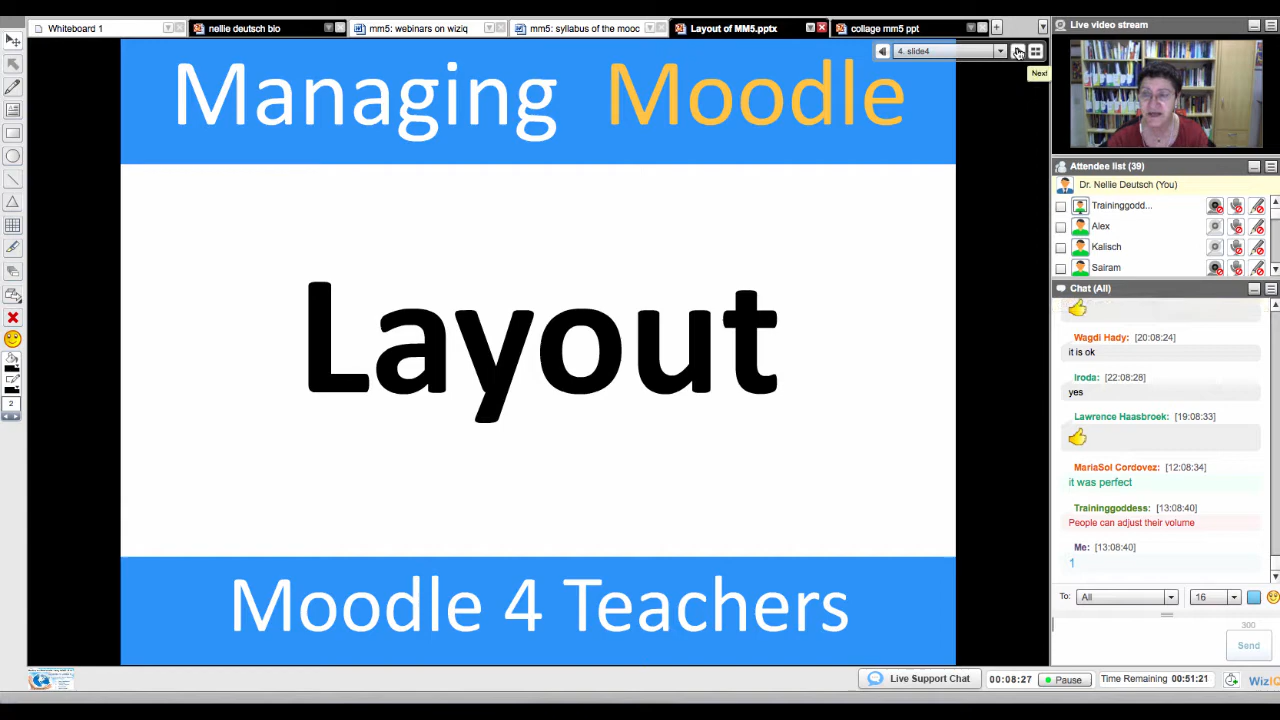 Whiteboard 1
nellie deutsch bio
mm5: webinars on wiziq
mm5: syllabus of the mooc
Layout of MM5.pptx
collage mm5 ppt
4. slide4
Next
Managing Moodle
Layout
Moodle 4 Teachers
2
Live video stream
Attendee list (39)
Dr. Nellie Deutsch (You)
Traininggodd...
Alex
Kalisch
Sairam
Chat (All)
Wagdi Hady: [20:08:24]
it is ok
Iroda: [22:08:28]
yes
Lawrence Haasbroek: [19:08:33]
MariaSol Cordovez: [12:08:34]
it was perfect
Traininggoddess: [13:08:40]
People can adjust their volume
Me: [13:08:40]
1
To: All 16
300
Send
Live Support Chat 00:08:27 Pause Time Remaining 00:51:21 WizIQ